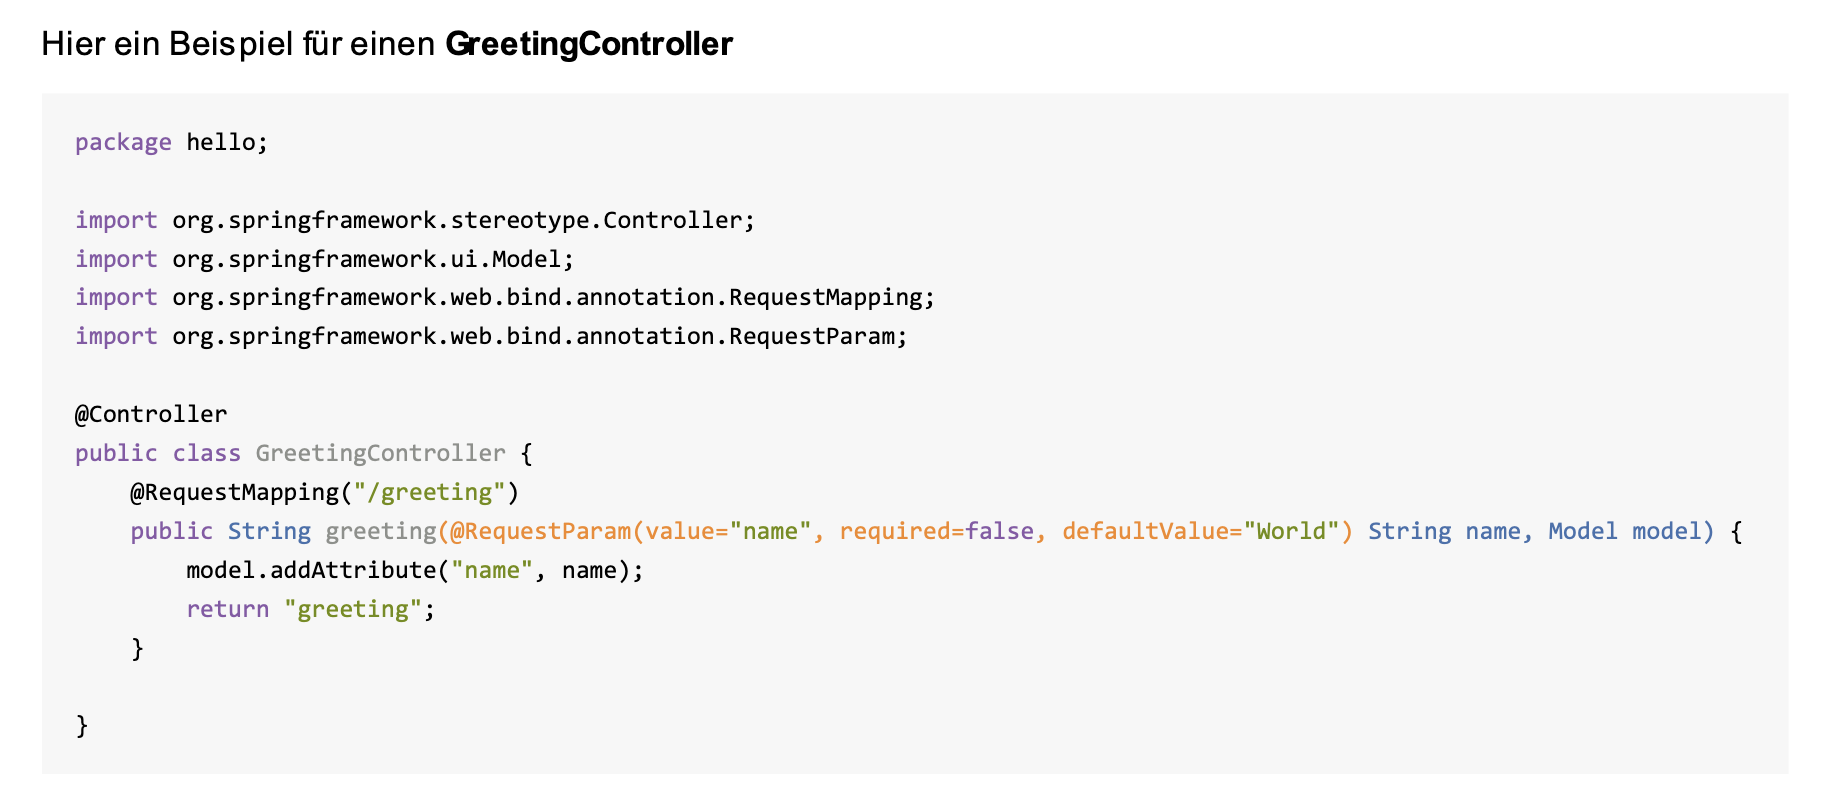 Hier ein Beispiel für einen GreetingController
package hello;
import org.springframework.stereotype.Controller;
import org.springframework.ui.Model;
import org.springframework.web.bind.annotation.RequestMapping;
import org.springframework.web.bind.annotation.RequestParam;
@Controller
public class GreetingController {
    @RequestMapping("/greeting")
    public String greeting(@RequestParam(value="name", required=false, defaultValue="World") String name, Model model) {
        model.addAttribute("name", name);
        return "greeting";
    }
}